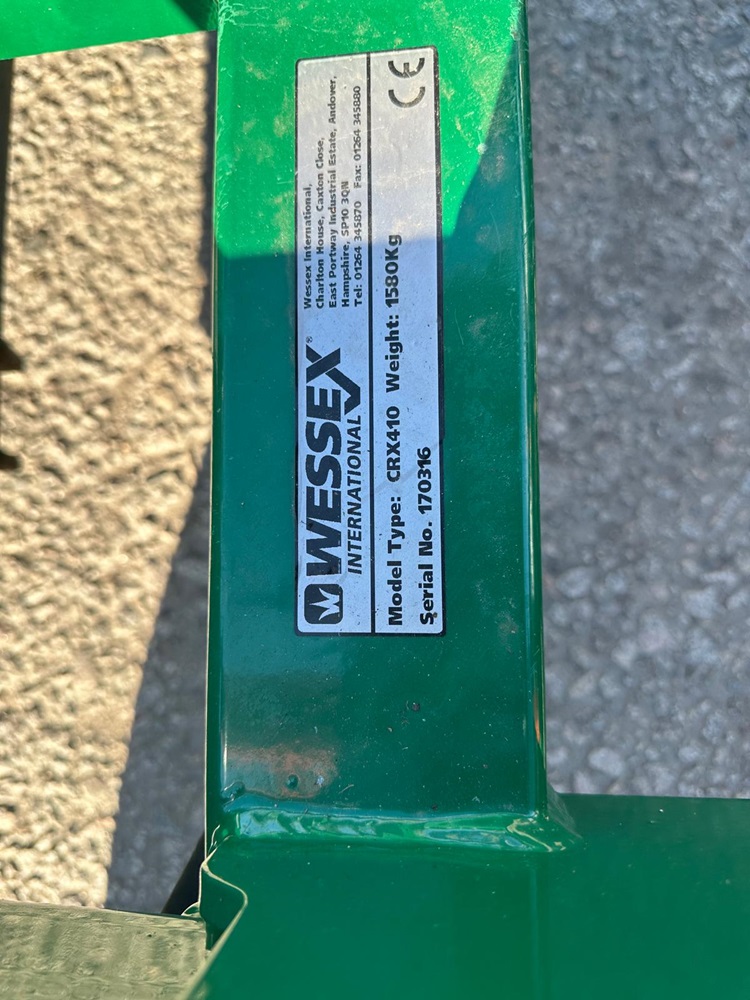 WESSEX®
INTERNATIONAL
Wessex International,
Charlton House, Caxton Close,
East Portway Industrial Estate, Andover,
Hampshire, SP10 3QN
Tel: 01264 345870 Fax: 01264 345880
Model Type: CRX410 Weight: 1580Kg
Serial No. 170316
CE